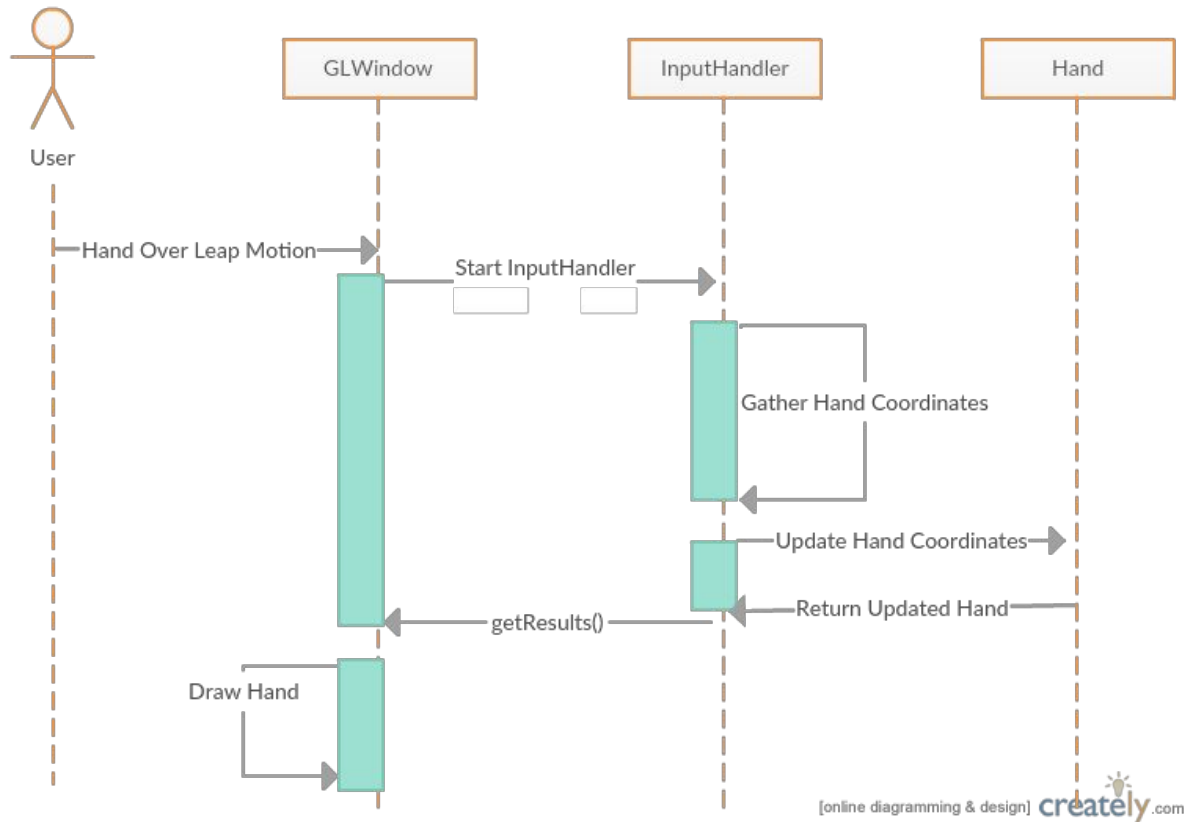 GLWindow
InputHandler
Hand
User
Hand Over Leap Motion
Start InputHandler
Gather Hand Coordinates
Update Hand Coordinates
Return Updated Hand
getResults()
Draw Hand
[online diagramming & design] creately.com